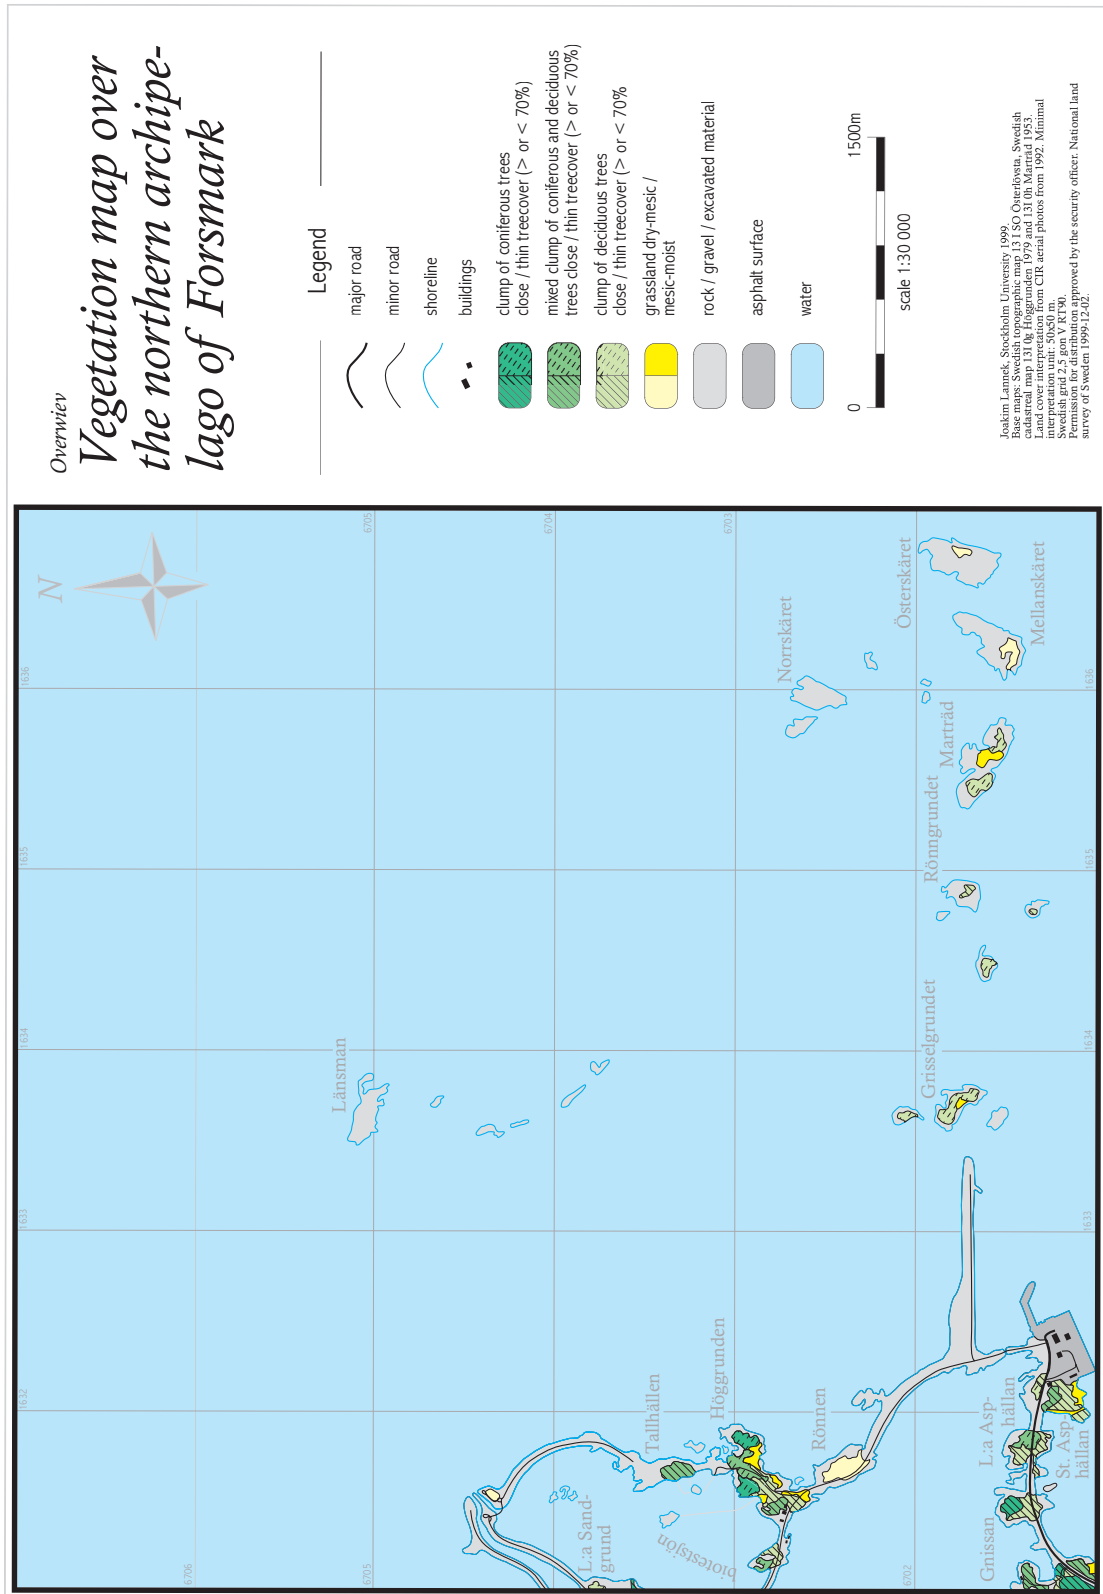 Overwiev
Vegetation map over
the northern archipe-
lago of Forsmark
Legend
major road
minor road
shoreline
buildings
clump of coniferous trees
close / thin treecover (> or < 70%)
mixed clump of coniferous and deciduous
trees close / thin treecover (> or < 70%)
clump of deciduous trees
close / thin treecover (> or < 70%
grassland dry-mesic /
mesic-moist
rock / gravel / excavated material
asphalt surface
water
0
1500m
scale 1:30 000
Joakim Lannek, Stockholm University 1999.
Base maps: Swedish topographic map 13 I SO Österlövsta, Swedish
cadastreal map 13I 0g Höggrunden 1979 and 13I 0h Marträd 1953.
Land cover interpretation from CIR aerial photos from 1992. Minimal
interpretation unit: 50x50 m.
Swedish grid 2,5 gon V RT90.
Permission for distribution approved by the security officer. National land
survey of Sweden 1999-12-02.
N
6705
6704
6703
1636
1636
1635
1635
1634
1634
1633
1633
1632
6706
6705
6702
Österskäret
Mellanskäret
Norrskäret
Marträd
Rönngrundet
Grisselgrundet
Länsman
Höggrunden
Tallhällen
Rönnen
L:a Asp-
hällan
St. Asp-
hällan
Gnissan
L:a Sand-
grund
biotestsjön